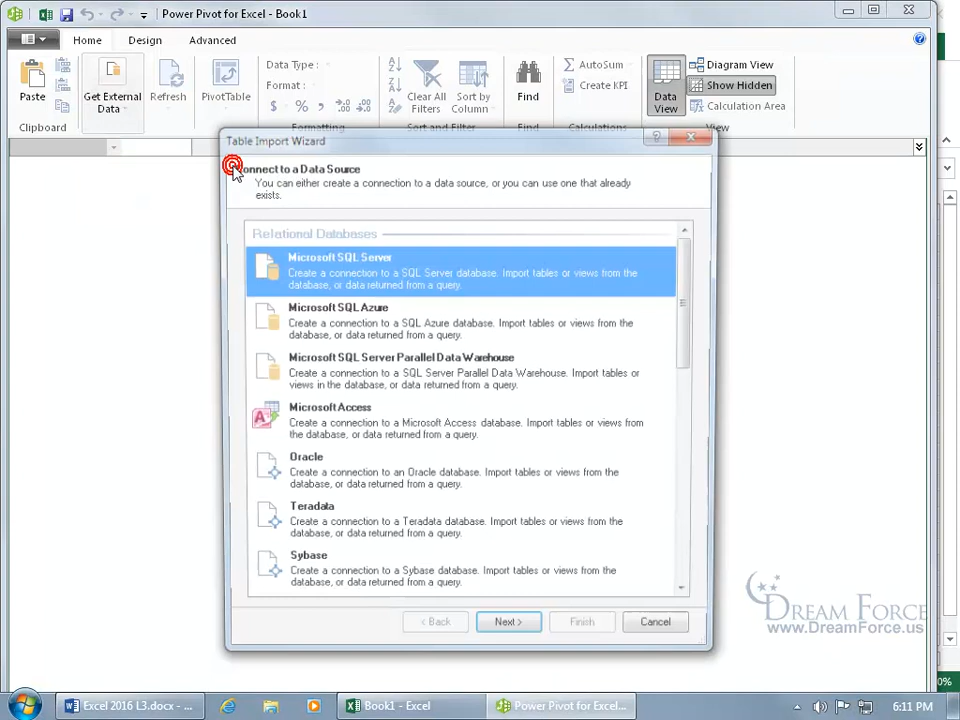 Power Pivot for Excel - Book1
Home
Design
Advanced
Paste
Clipboard
Get External
Data
Refresh
PivotTable
Data Type :
Format :
$
%
,
.00
.00
Formatting
Clear All
Filters
Sort by
Column
Sort and Filter
Find
AutoSum
Create KPI
Calculations
Data
View
Diagram View
Show Hidden
Calculation Area
View
Table Import Wizard
onnect to a Data Source
You can either create a connection to a data source, or you can use one that already
exists.
Relational Databases
Microsoft SQL Server
Create a connection to a SQL Server database. Import tables or views from the
database, or data returned from a query.
Microsoft SQL Azure
Create a connection to a SQL Azure database. Import tables or views from the
database, or data returned from a query.
Microsoft SQL Server Parallel Data Warehouse
Create a connection to a SQL Server Parallel Data Warehouse. Import tables or
views in the database, or data returned from a query.
Microsoft Access
Create a connection to a Microsoft Access database. Import tables or views from
the database, or data returned from a query.
Oracle
Create a connection to an Oracle database. Import tables or views from the
database, or data returned from a query.
Teradata
Create a connection to a Teradata database. Import tables or views from the
database, or data returned from a query.
Sybase
Create a connection to a Sybase database. Import tables or views from the
database, or data returned from a query.
< Back
Next >
Finish
Cancel
DREAM FORCE
www.DreamForce.us
0%
Excel 2016 L3.docx - ...
Book1 - Excel
Power Pivot for Excel...
6:11 PM